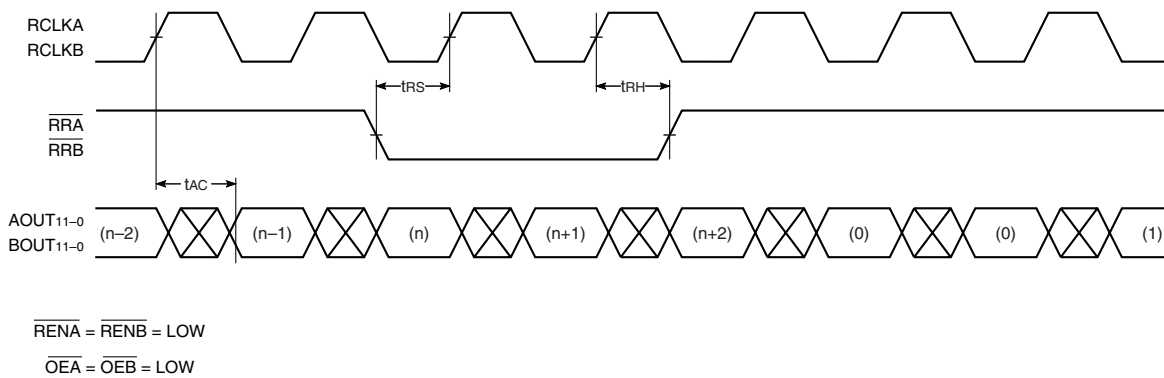 RCLKA
RCLKB
tRS
tRH
RRA
RRB
tAC
AOUT11–0
BOUT11–0
(n–2) (n–1) (n) (n+1) (n+2) (0) (0) (1)
RENA = RENB = LOW
OEA = OEB = LOW